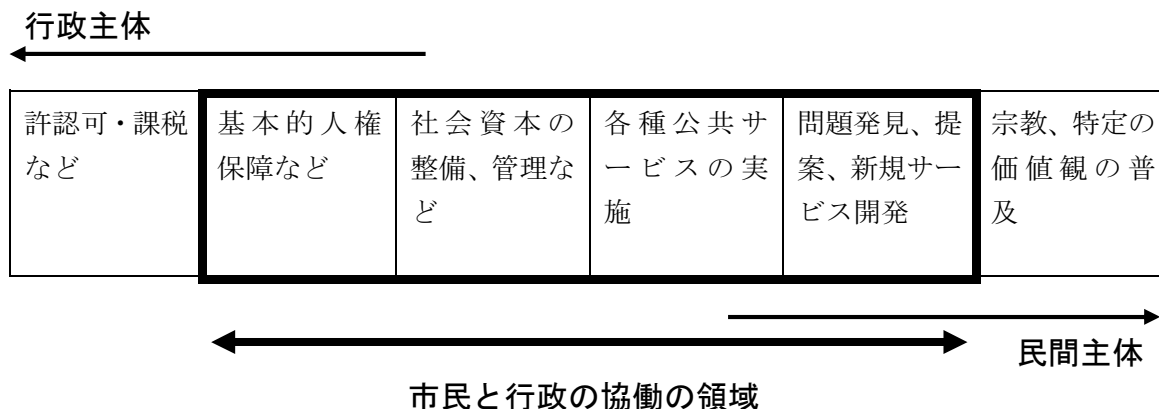 行政主体
許認可・課税
など
基本的人権
保障など
社会資本の
整備、管理な
ど
各種公共サ
ービスの実
施
問題発見、提
案、新規サー
ビス開発
宗教、特定の
価値観の普
及
民間主体
市民と行政の協働の領域